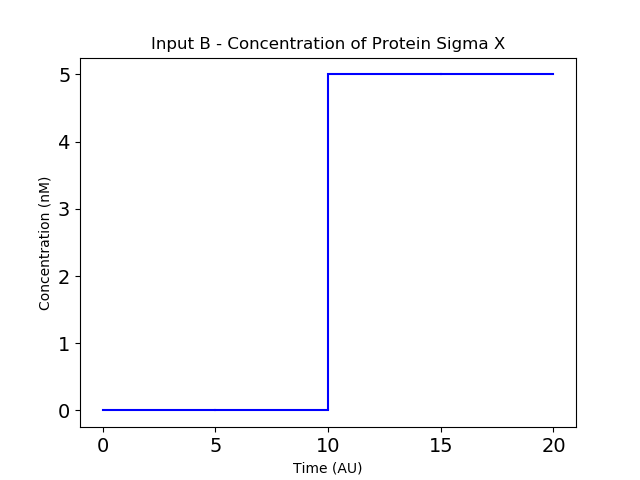 Input B - Concentration of Protein Sigma X
5
4
3
2
1
0
Concentration (nM)
0 5 10 15 20
Time (AU)